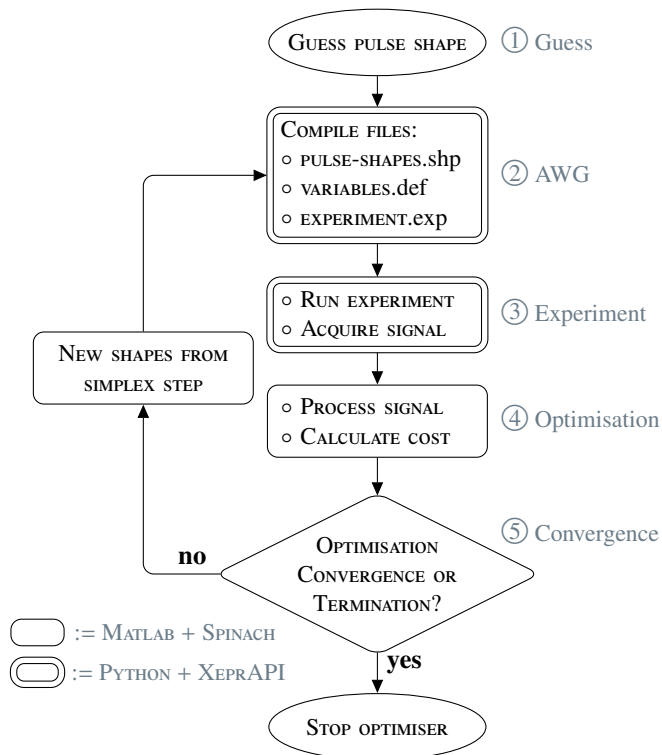 Guess pulse shape
① Guess
Compile files:
◦ pulse-shapes.shp
◦ variables.def
◦ experiment.exp
② AWG
◦ Run experiment
◦ Acquire signal
③ Experiment
New shapes from
simplex step
◦ Process signal
◦ Calculate cost
④ Optimisation
⑤ Convergence
no
Optimisation
Convergence or
Termination?
:= Matlab + Spinach
:= Python + XeprAPI
yes
Stop optimiser